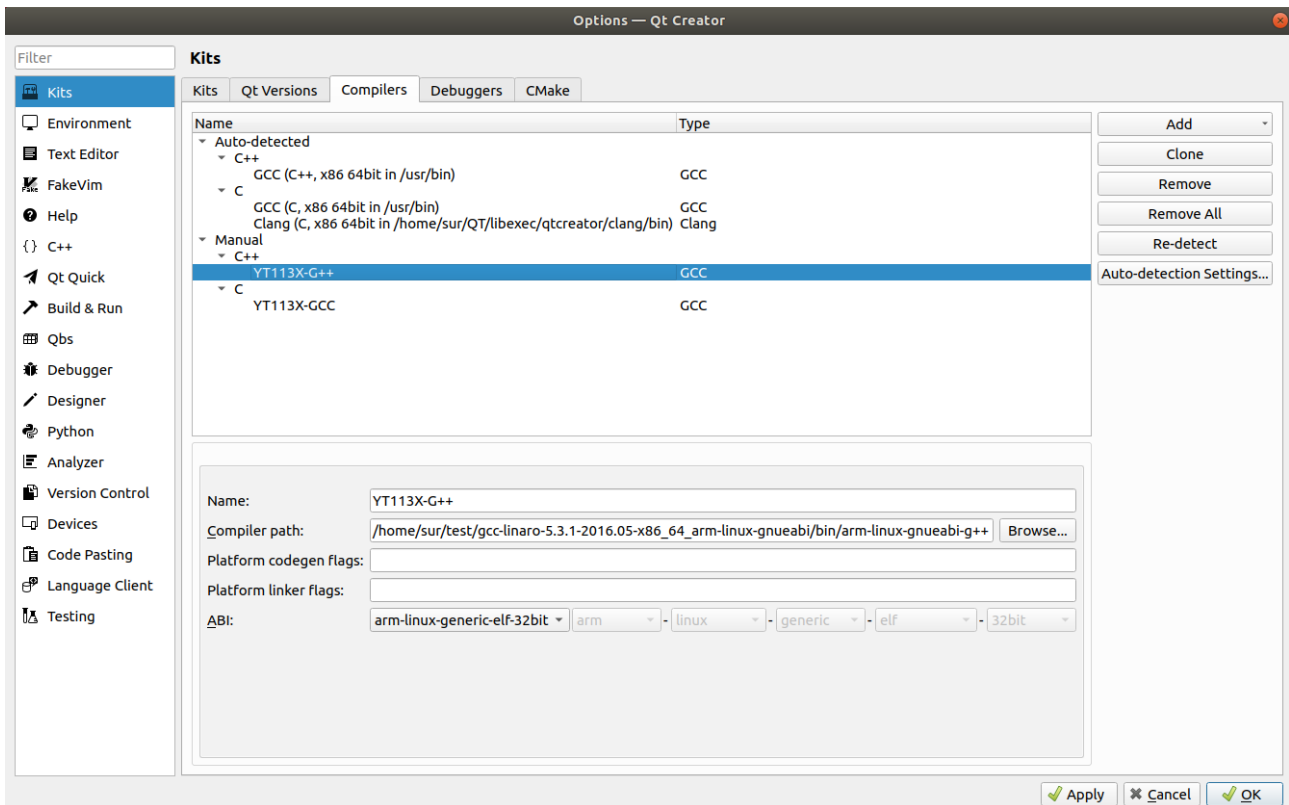 Options — Qt Creator
Filter
Kits
Environment
Text Editor
FakeVim
Help
{} C++
Qt Quick
Build & Run
Qbs
Debugger
Designer
Python
Analyzer
Version Control
Devices
Code Pasting
Language Client
Testing
Kits
Kits Qt Versions Compilers Debuggers CMake
Name Type
Auto-detected
C++
GCC (C++, x86 64bit in /usr/bin) GCC
C
GCC (C, x86 64bit in /usr/bin) GCC
Clang (C, x86 64bit in /home/sur/QT/libexec/qtcreator/clang/bin) Clang
Manual
C++
YT113X-G++ GCC
C
YT113X-GCC GCC
Add
Clone
Remove
Remove All
Re-detect
Auto-detection Settings...
Name: YT113X-G++
Compiler path: /home/sur/test/gcc-linaro-5.3.1-2016.05-x86_64_arm-linux-gnueabi/bin/arm-linux-gnueabi-g++ Browse...
Platform codegen flags:
Platform linker flags:
ABI: arm-linux-generic-elf-32bit arm - linux - generic - elf - 32bit
Apply Cancel OK